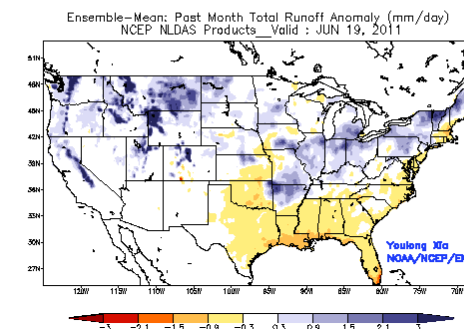 Ensemble-Mean: Past Month Total Runoff Anomaly (mm/day)
NCEP NLDAS Products__Valid : JUN 19, 2011
51N
48N
45N
42N
39N
36N
33N
30N
27N
Youlong Xia
NOAA/NCEP/EM
120W 115W 110W 105W 100W 95W 90W 85W 80W 75W 70W
-3 -2.1 -1.5 -0.9 -0.3 0.3 0.9 1.5 2.1 3